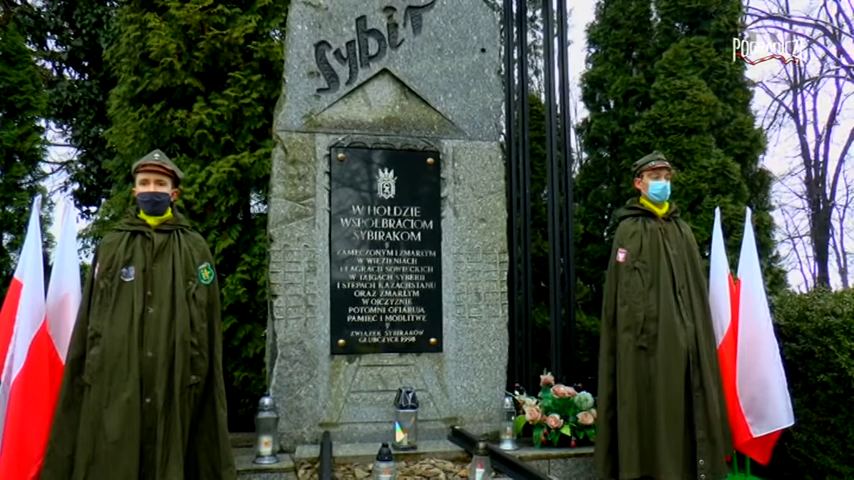 POGRANICZE
SybiR
W HOŁDZIE
WSPÓŁBRACIOM
SYBIRAKOM
ZAMĘCZONYM I ZMARŁYM
W WIĘZIENIACH
I ŁAGRACH SOWIECKICH
W TAJGACH SYBERII
I STEPACH KAZACHSTANU
ORAZ ZMARŁYM
W OJCZYŹNIE
POTOMNI OFIARUJĄ
PAMIĘĆ I MODLITWĘ
ZWIĄZEK SYBIRAKÓW
GŁUBCZYCE 1998